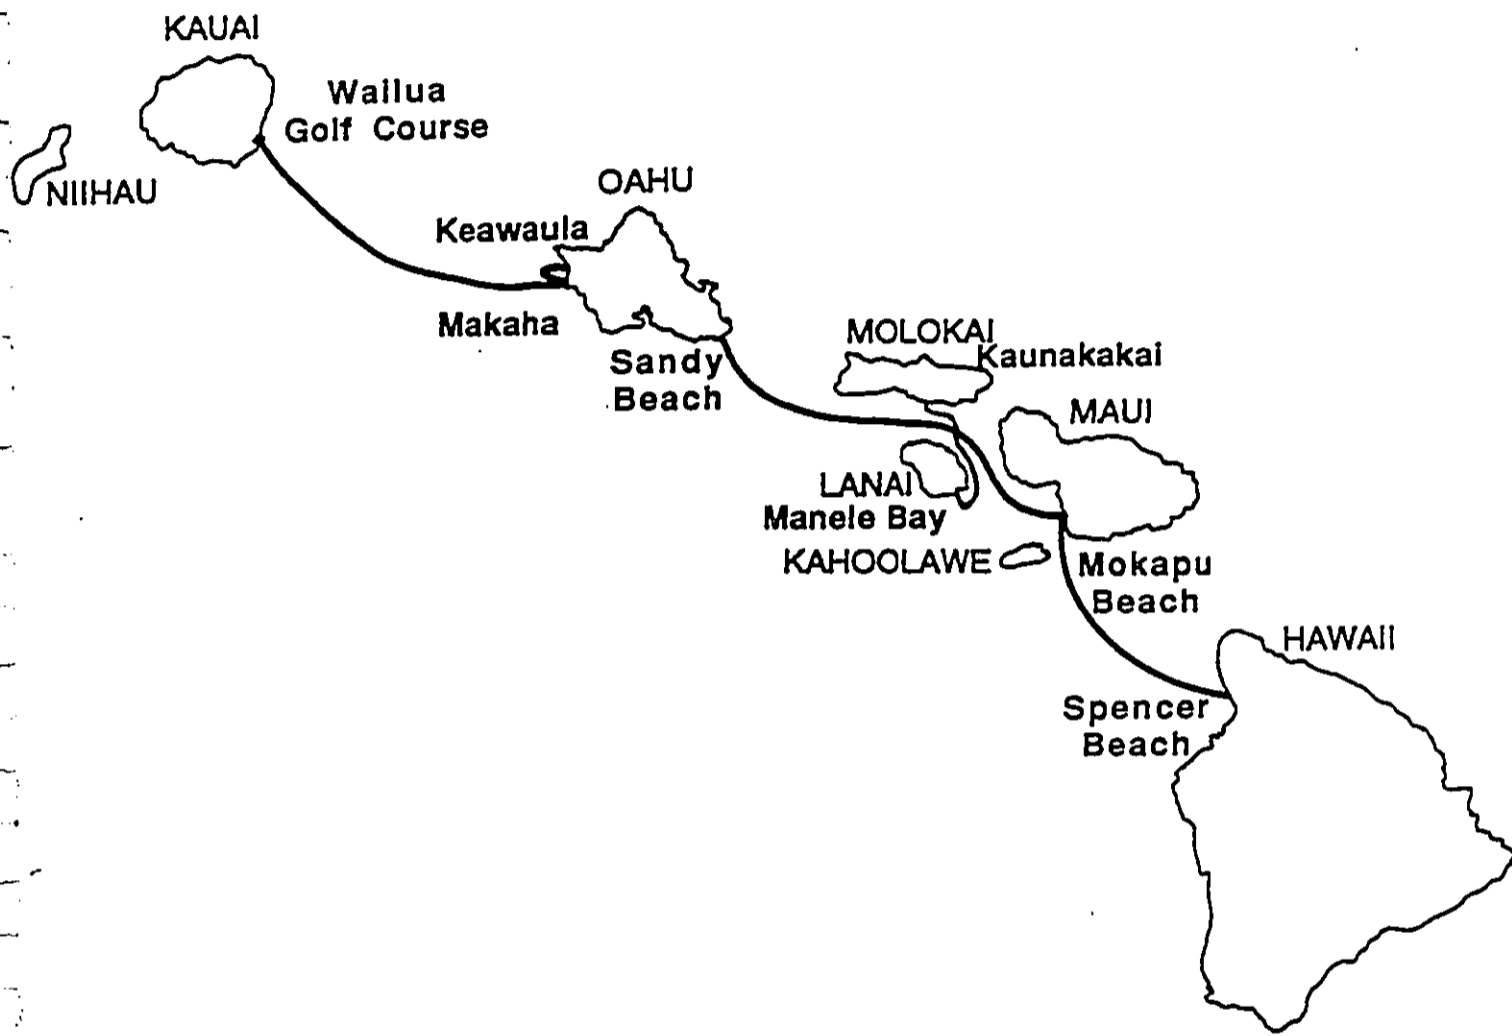 KAUAI
Wailua
Golf Course
NIIHAU
OAHU
Keawaula
Makaha
Sandy
Beach
MOLOKAI
Kaunakakai
MAUI
LANAI
Manele Bay
KAHOOLAWE
Mokapu
Beach
HAWAII
Spencer
Beach